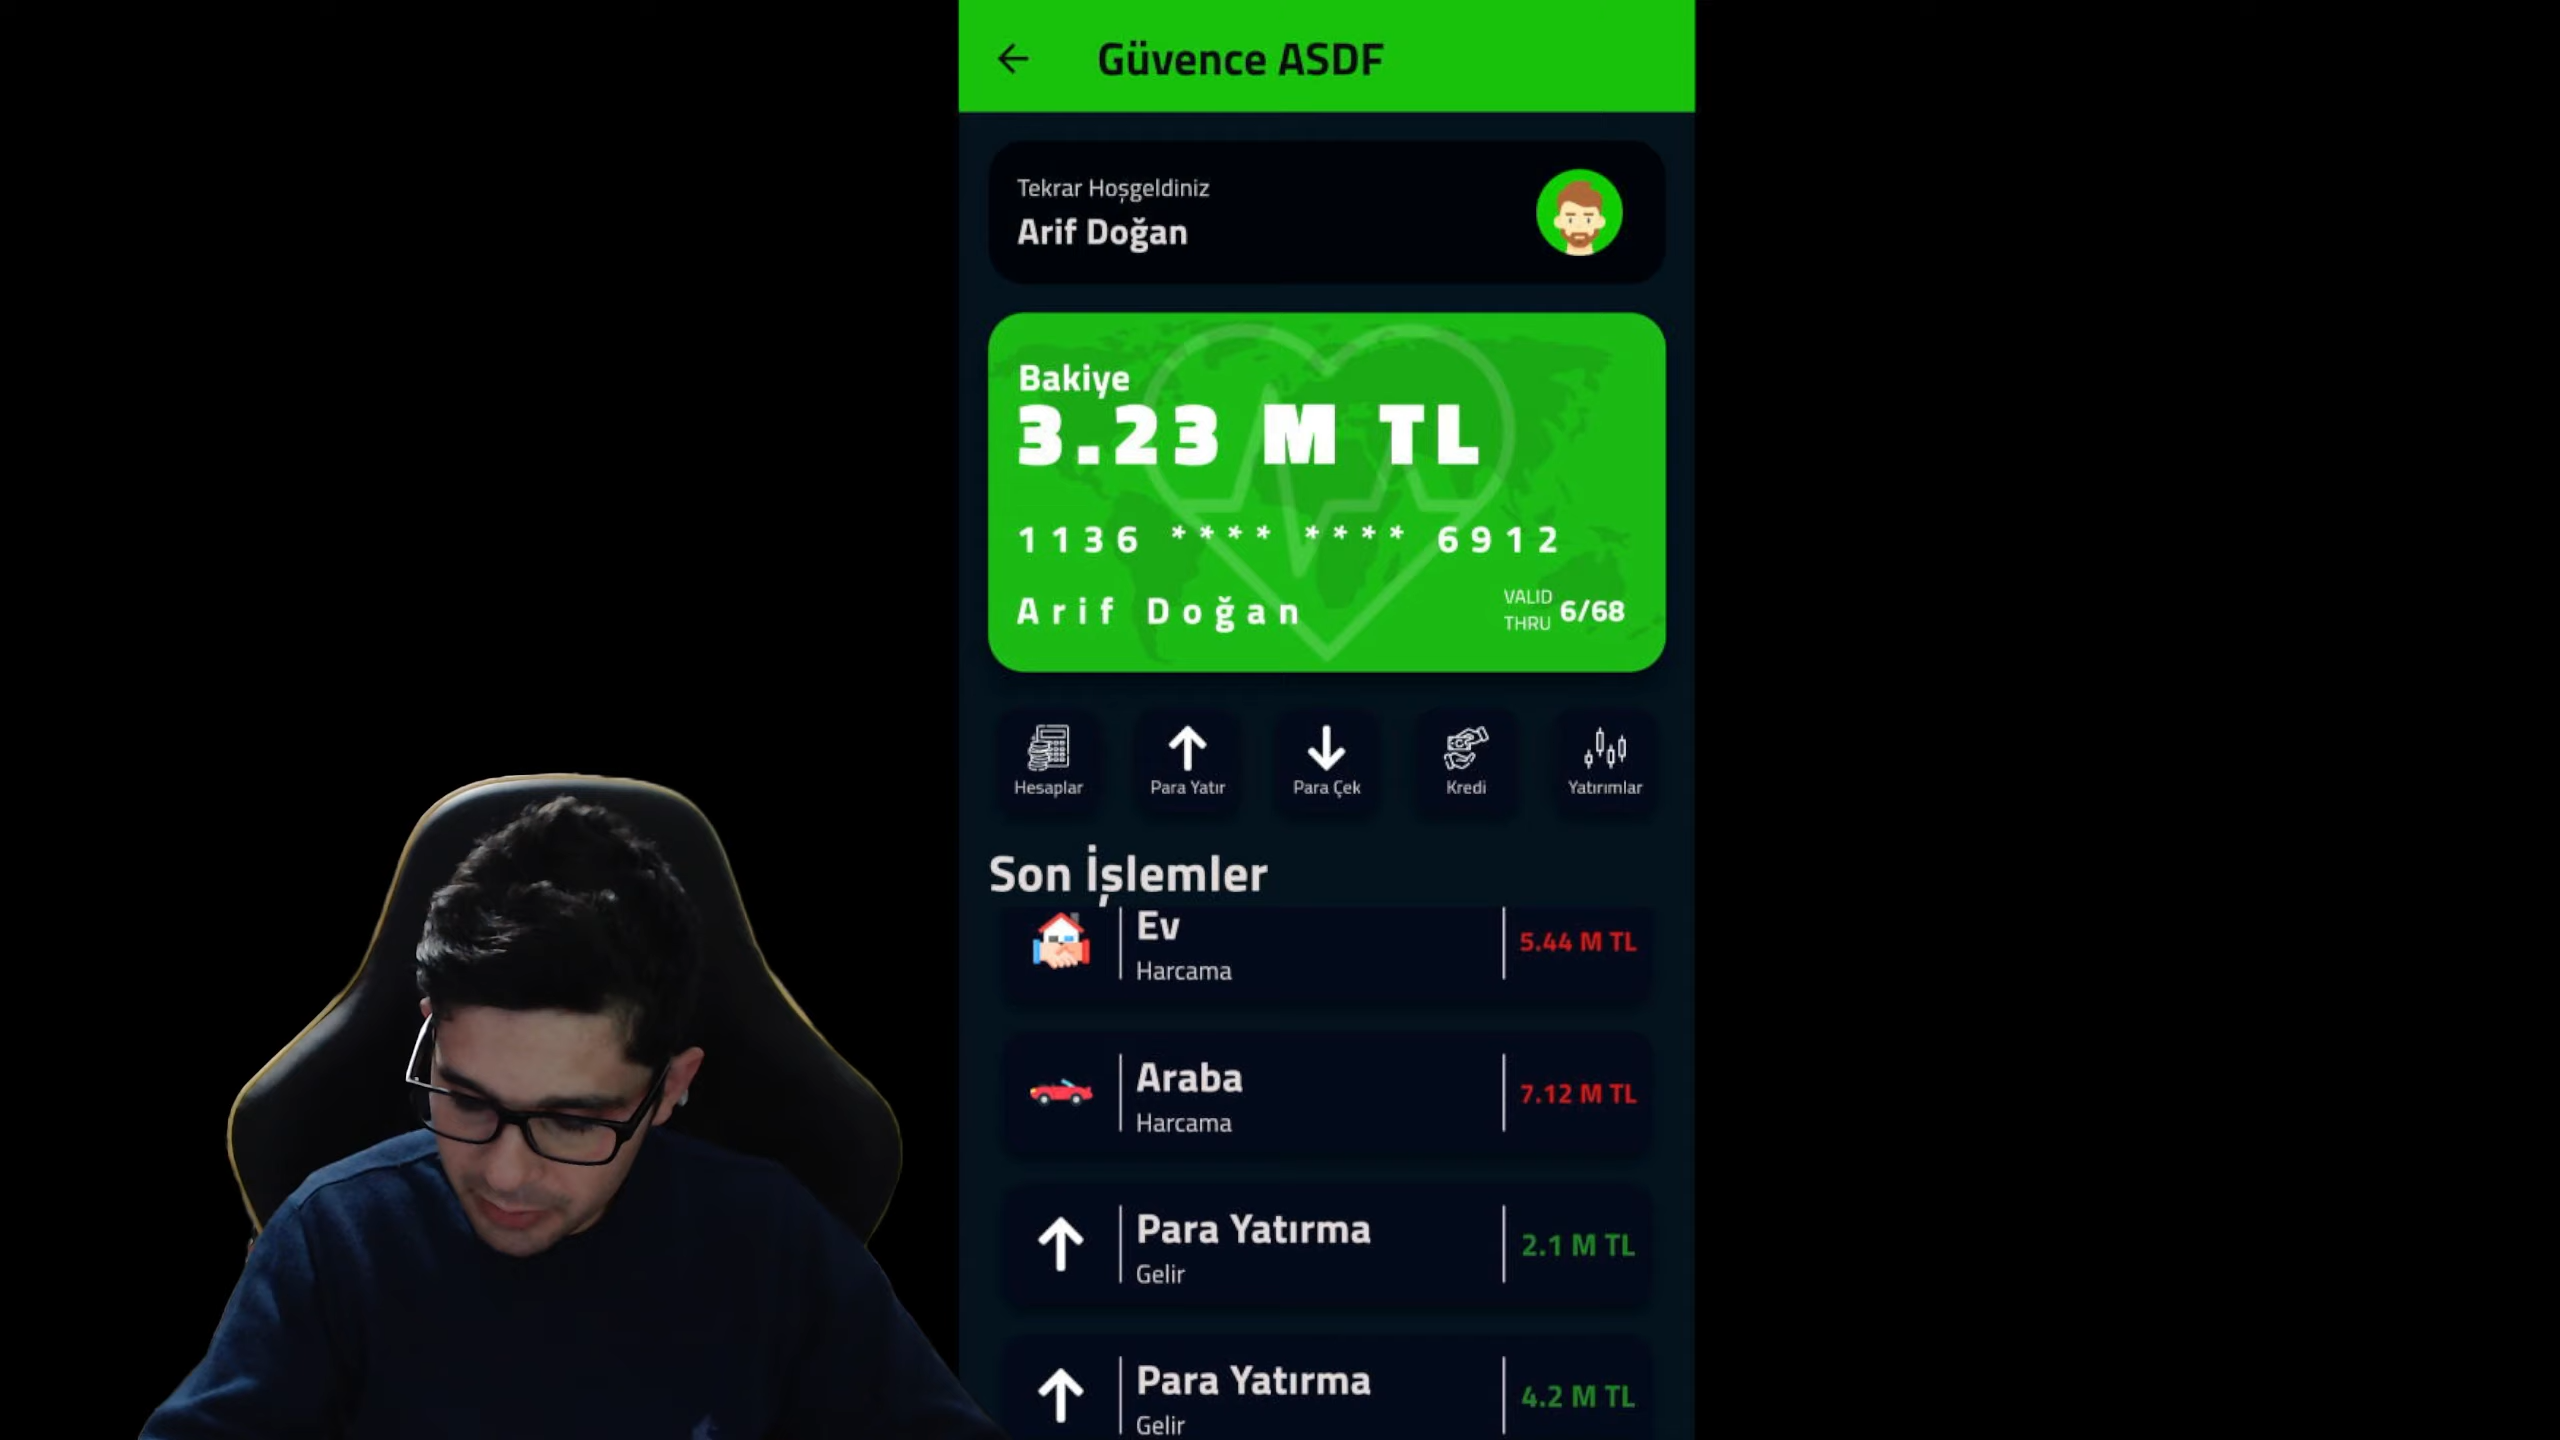 Güvence ASDF
Tekrar Hoşgeldiniz
Arif Doğan
Bakiye
3.23 M TL
1136 **** **** 6912
Arif Doğan
VALID THRU 6/68
Hesaplar
Para Yatır
Para Çek
Kredi
Yatırımlar
Son İşlemler
Ev
Harcama
5.44 M TL
Araba
Harcama
7.12 M TL
Para Yatırma
Gelir
2.1 M TL
Para Yatırma
Gelir
4.2 M TL